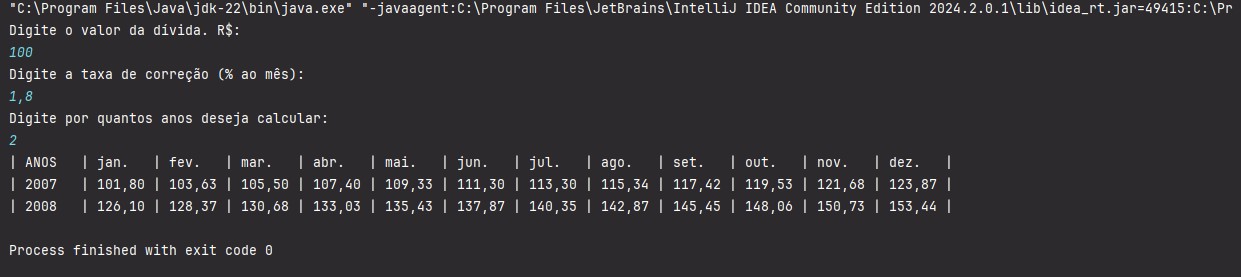 "C:\Program Files\Java\jdk-22\bin\java.exe" "-javaagent:C:\Program Files\JetBrains\IntelliJ IDEA Community Edition 2024.2.0.1\lib\idea_rt.jar=49415:C:\Pr
Digite o valor da dívida. R$:
100
Digite a taxa de correção (% ao mês):
1,8
Digite por quantos anos deseja calcular:
2
| ANOS | jan. | fev. | mar. | abr. | mai. | jun. | jul. | ago. | set. | out. | nov. | dez. |
| 2007 | 101,80 | 103,63 | 105,50 | 107,40 | 109,33 | 111,30 | 113,30 | 115,34 | 117,42 | 119,53 | 121,68 | 123,87 |
| 2008 | 126,10 | 128,37 | 130,68 | 133,03 | 135,43 | 137,87 | 140,35 | 142,87 | 145,45 | 148,06 | 150,73 | 153,44 |
Process finished with exit code 0